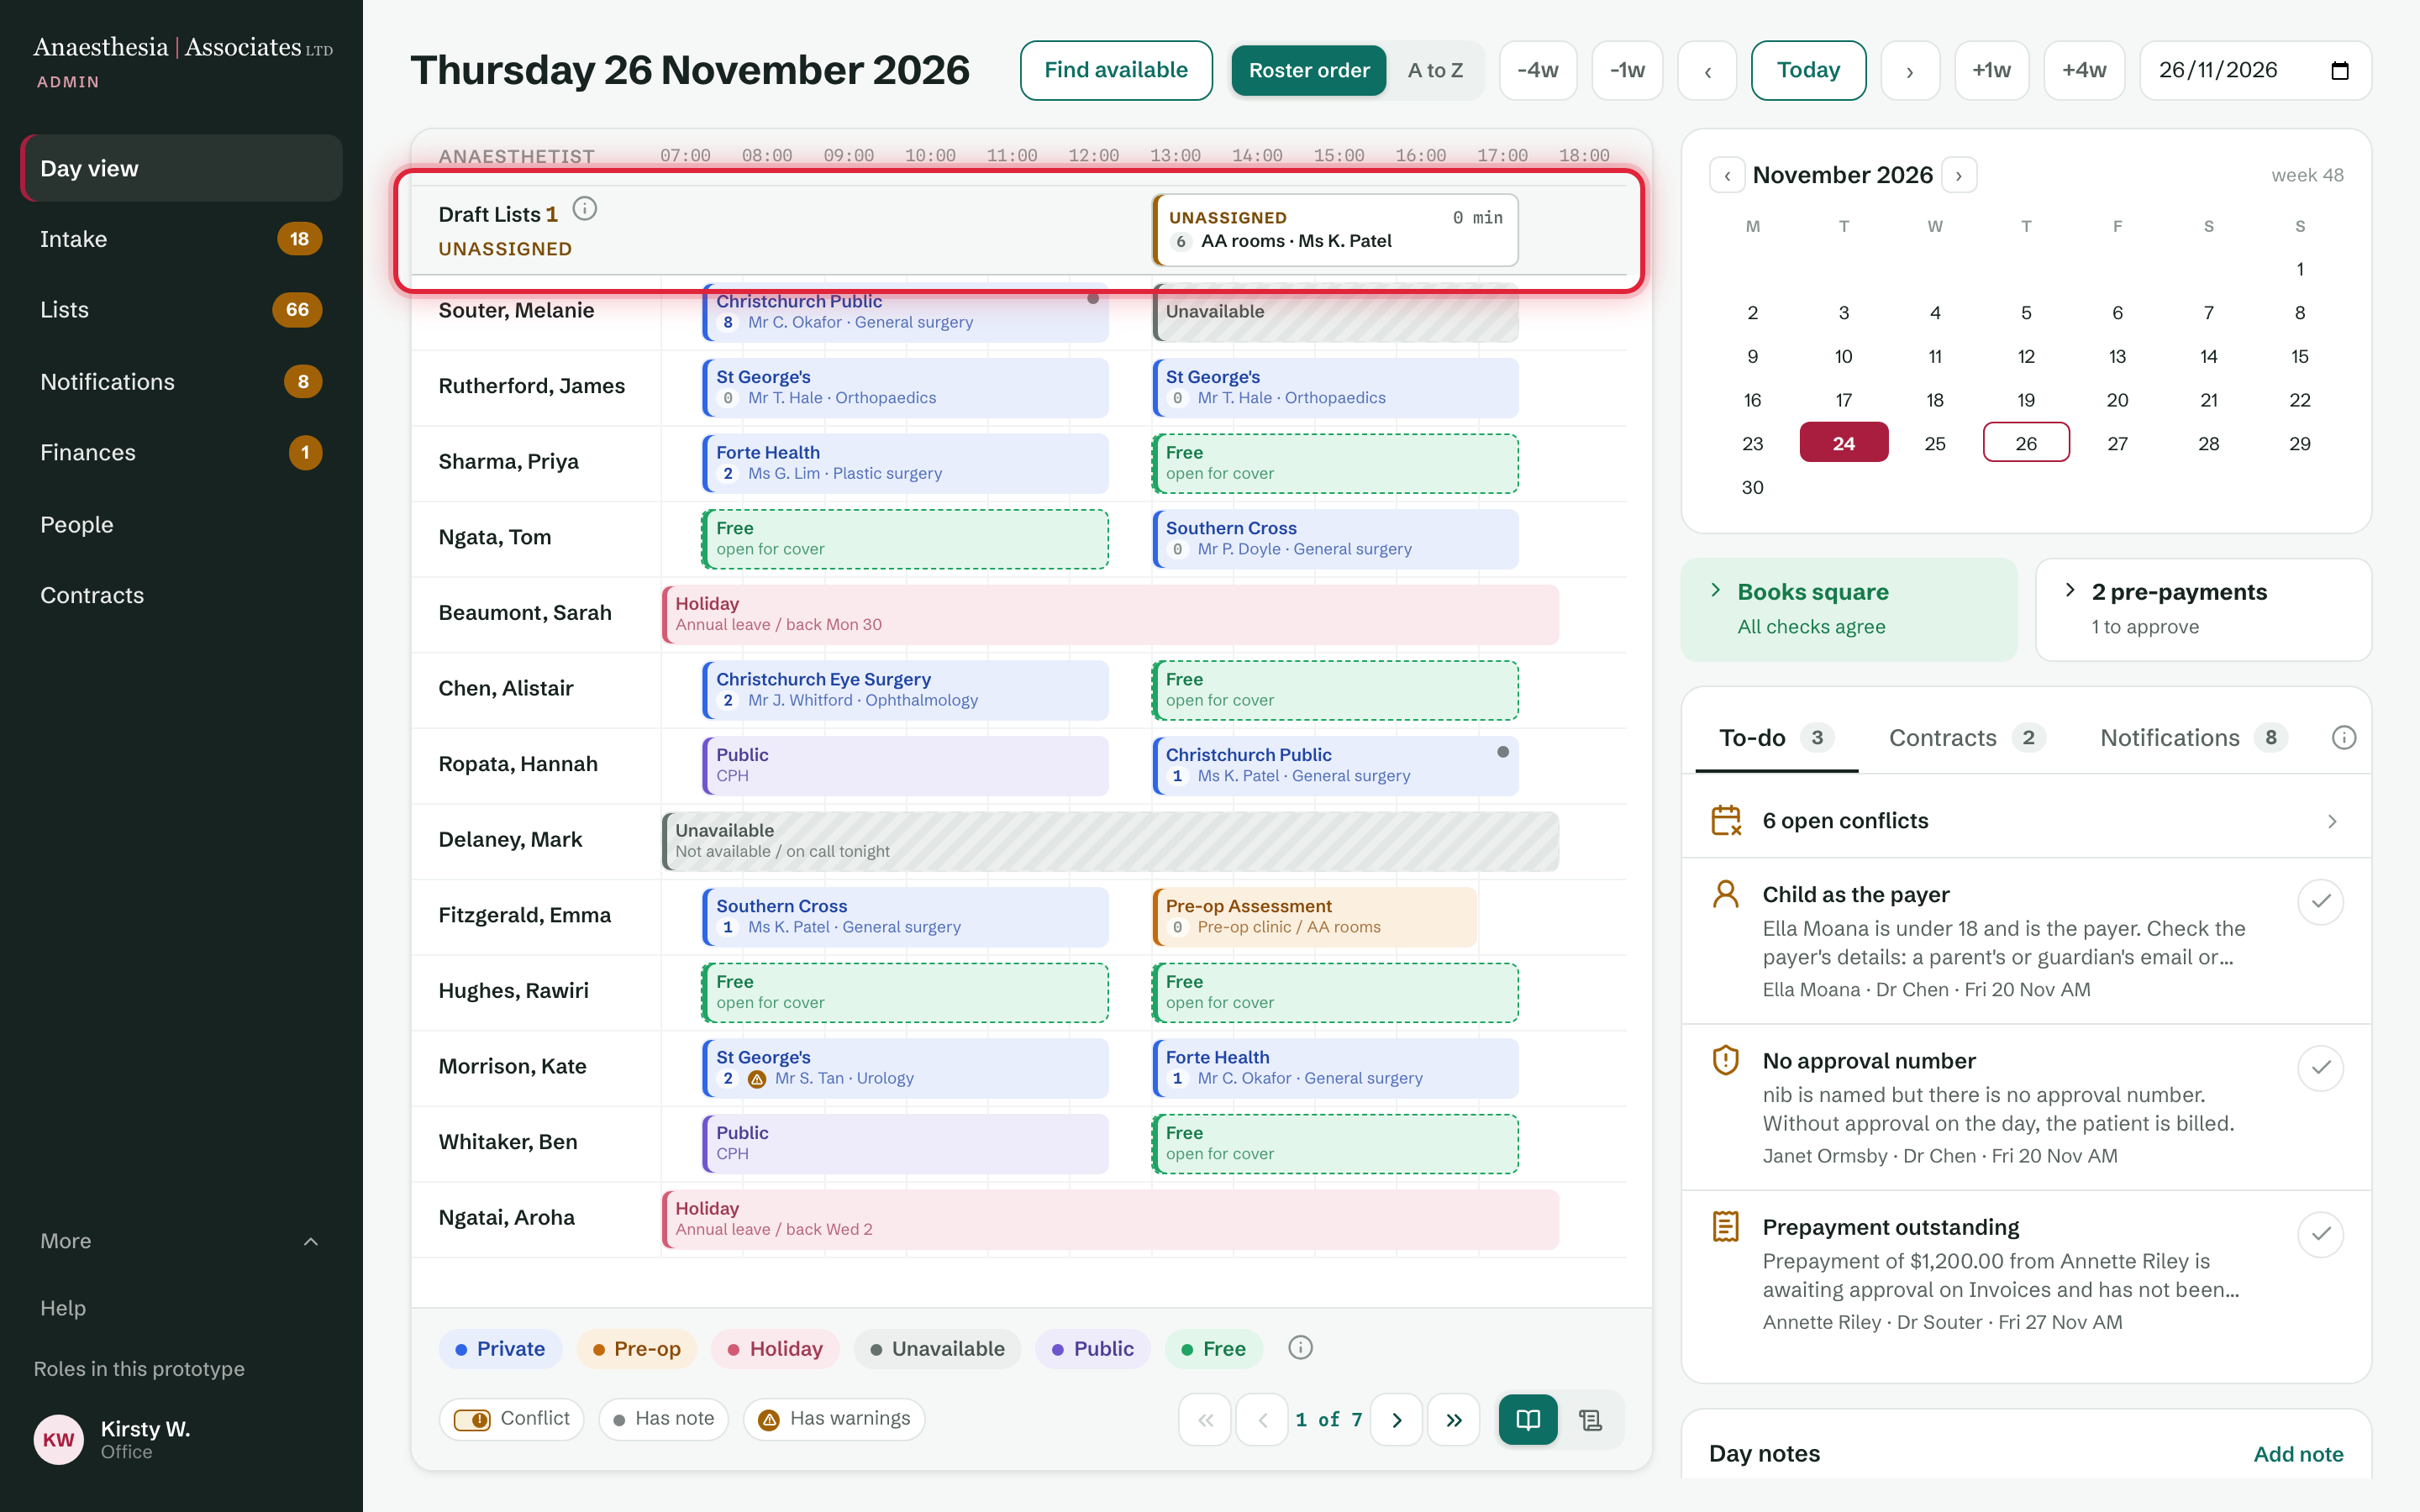 Anaesthesia | Associates LTD
ADMIN
Day view
Intake 18
Lists 66
Notifications 8
Finances 1
People
Contracts
More
Help
Roles in this prototype
KW
Kirsty W.
Office
Thursday 26 November 2026
Find available
Roster order
A to Z
-4w
-1w
‹
Today
›
+1w
+4w
26/11/2026
ANAESTHETIST 07:00 08:00 09:00 10:00 11:00 12:00 13:00 14:00 15:00 16:00 17:00 18:00
Draft Lists 1
UNASSIGNED
UNASSIGNED 0 min
6 AA rooms · Ms K. Patel
Souter, Melanie
Christchurch Public
8 Mr C. Okafor · General surgery
Unavailable
Rutherford, James
St George's
0 Mr T. Hale · Orthopaedics
St George's
0 Mr T. Hale · Orthopaedics
Sharma, Priya
Forte Health
2 Ms G. Lim · Plastic surgery
Free
open for cover
Ngata, Tom
Free
open for cover
Southern Cross
0 Mr P. Doyle · General surgery
Beaumont, Sarah
Holiday
Annual leave / back Mon 30
Chen, Alistair
Christchurch Eye Surgery
2 Mr J. Whitford · Ophthalmology
Free
open for cover
Ropata, Hannah
Public
CPH
Christchurch Public
1 Ms K. Patel · General surgery
Delaney, Mark
Unavailable
Not available / on call tonight
Fitzgerald, Emma
Southern Cross
1 Ms K. Patel · General surgery
Pre-op Assessment
0 Pre-op clinic / AA rooms
Hughes, Rawiri
Free
open for cover
Free
open for cover
Morrison, Kate
St George's
2 Mr S. Tan · Urology
Forte Health
1 Mr C. Okafor · General surgery
Whitaker, Ben
Public
CPH
Free
open for cover
Ngatai, Aroha
Holiday
Annual leave / back Wed 2
Private
Pre-op
Holiday
Unavailable
Public
Free
Conflict
Has note
Has warnings
« ‹ 1 of 7 › »
‹ November 2026 › week 48
M T W T F S S
1
2 3 4 5 6 7 8
9 10 11 12 13 14 15
16 17 18 19 20 21 22
23 24 25 26 27 28 29
30
Books square
All checks agree
2 pre-payments
1 to approve
To-do 3
Contracts 2
Notifications 8
6 open conflicts
Child as the payer
Ella Moana is under 18 and is the payer. Check the
payer's details: a parent's or guardian's email or...
Ella Moana · Dr Chen · Fri 20 Nov AM
No approval number
nib is named but there is no approval number.
Without approval on the day, the patient is billed.
Janet Ormsby · Dr Chen · Fri 20 Nov AM
Prepayment outstanding
Prepayment of $1,200.00 from Annette Riley is
awaiting approval on Invoices and has not been...
Annette Riley · Dr Souter · Fri 27 Nov AM
Day notes
Add note